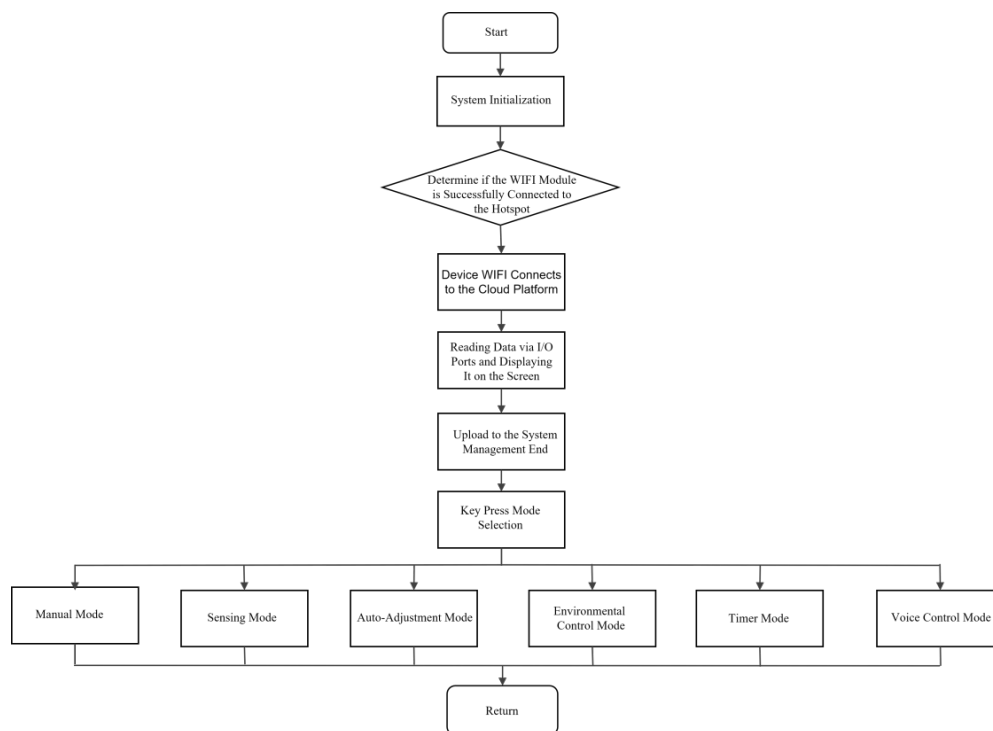 Start
System Initialization
Determine if the WIFI Module
is Successfully Connected to
the Hotspot
Device WIFI Connects
to the Cloud Platform
Reading Data via I/O
Ports and Displaying
It on the Screen
Upload to the System
Management End
Key Press Mode
Selection
Manual Mode
Sensing Mode
Auto-Adjustment Mode
Environmental
Control Mode
Timer Mode
Voice Control Mode
Return